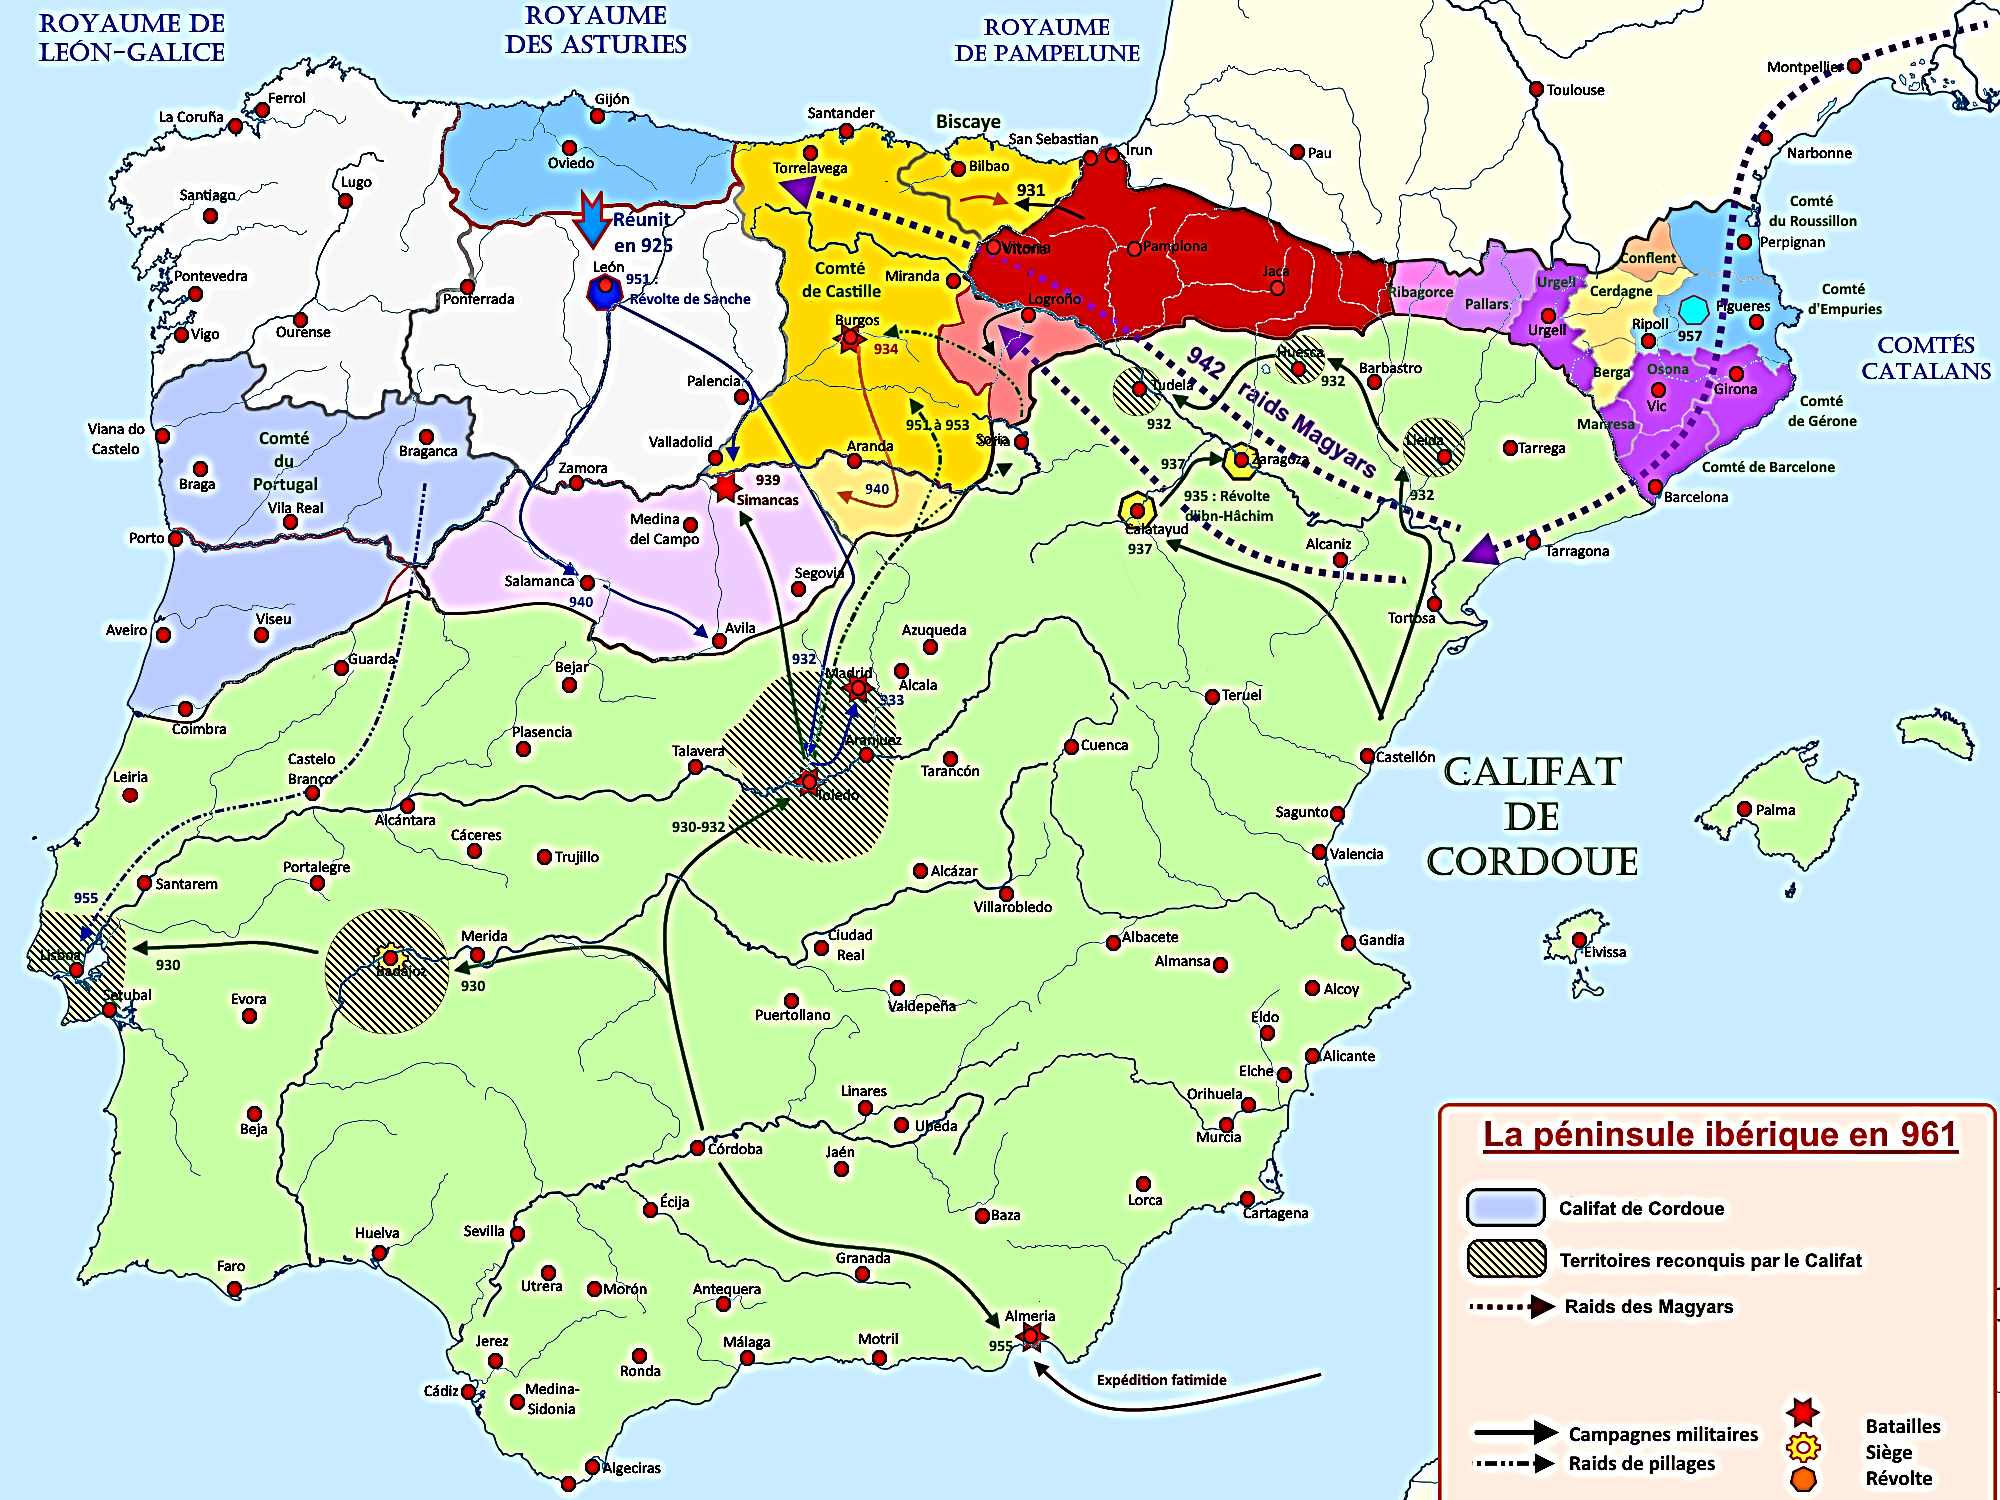 ROYAUME DE
LEÓN-GALICE
ROYAUME
DES ASTURIES
ROYAUME
DE PAMPELUNE
Montpellier
Toulouse
Narbonne
Pau
Ferrol
La Coruña
Gijón
Oviedo
Santander
Torrelavega
Biscaye
Bilbao
San Sebastian
Irun
931
Santiago
Lugo
Réunit
en 925
León
951 :
Révolte de Sanche
Pontevedra
Vigo
Ourense
Ponferrada
Comté
de Castille
Miranda
Vitoria
Pamplona
Jaca
Logroño
Burgos
934
Ribagorce
Pallars
Urgell
Urgell
Conflent
Cerdagne
Comté
du Roussillon
Perpignan
Comté
d'Empuries
Figueres
Ripoll
957
Berga
Osona
Vic
Girona
Manresa
Comté
de Gérone
Comté de Barcelone
Barcelona
COMTÉS
CATALANS
Palencia
Valladolid
Aranda
951 à 953
Soria
940
939
Simancas
Zamora
Medina
del Campo
Salamanca
940
Segovia
Avila
Huesca
932
Barbastro
Tudela
932
942
raids Magyars
Lleida
932
Tarrega
Zaragoza
937
935 : Révolte
d'ibn-Hâchim
Calatayud
937
Alcaniz
Tarragona
Tortosa
Viana do
Castelo
Comté
du
Portugal
Braganca
Braga
Vila Real
Porto
Aveiro
Viseu
Guarda
Coimbra
Bejar
Plasencia
Azuqueda
Alcala
932
Madrid
933
Aranjuez
Talavera
Toledo
Tarancón
Cuenca
Teruel
Castellón
CALIFAT
DE
CORDOUE
Leiria
Castelo
Branco
Alcántara
Cáceres
Trujillo
Portalegre
Santarem
955
Lisboa
Setubal
930
Badajoz
Merida
930
930-932
Alcázar
Villarobledo
Sagunto
Valencia
Palma
Eivissa
Evora
Beja
Ciudad
Real
Puertollano
Valdepeña
Albacete
Almansa
Gandia
Alcoy
Eldo
Alicante
Elche
Orihuela
Murcia
Linares
Ubeda
Jaén
Córdoba
Écija
Lorca
Cartagena
Baza
Sevilla
Huelva
Faro
Utrera
Morón
Antequera
Granada
Almeria
955
Expédition fatimide
Jerez
Ronda
Málaga
Motril
Cádiz
Medina-
Sidonia
Algeciras
La péninsule ibérique en 961
Califat de Cordoue
Territoires reconquis par le Califat
Raids des Magyars
Campagnes militaires
Raids de pillages
Batailles
Siège
Révolte